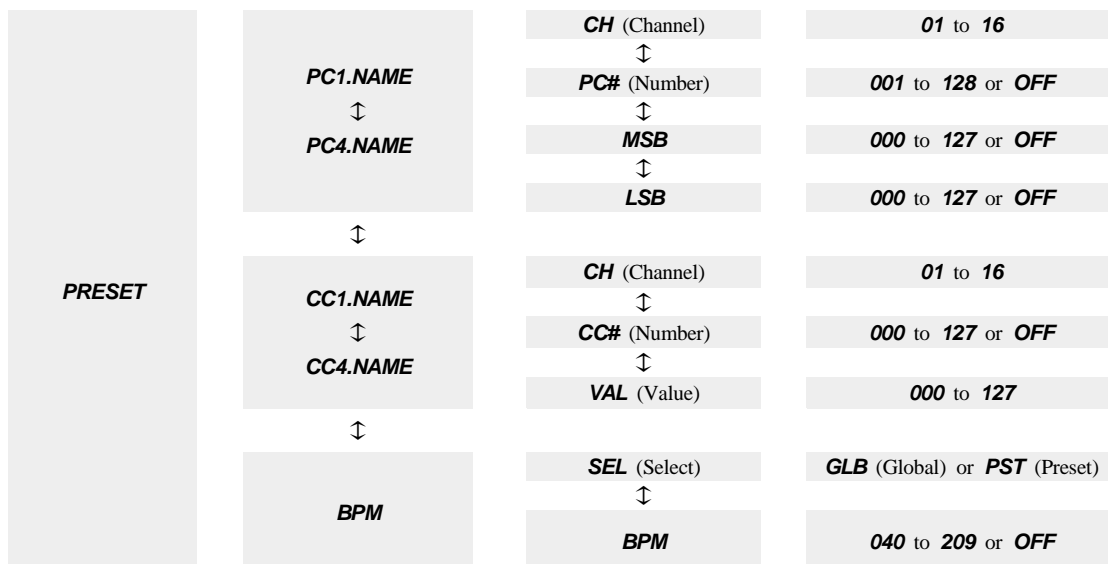 PRESET
PC1.NAME
↕
PC4.NAME
CH (Channel) 01 to 16
↕
PC# (Number) 001 to 128 or OFF
↕
MSB 000 to 127 or OFF
↕
LSB 000 to 127 or OFF
↕
CC1.NAME
↕
CC4.NAME
CH (Channel) 01 to 16
↕
CC# (Number) 000 to 127 or OFF
↕
VAL (Value) 000 to 127
↕
BPM
SEL (Select) GLB (Global) or PST (Preset)
↕
BPM 040 to 209 or OFF